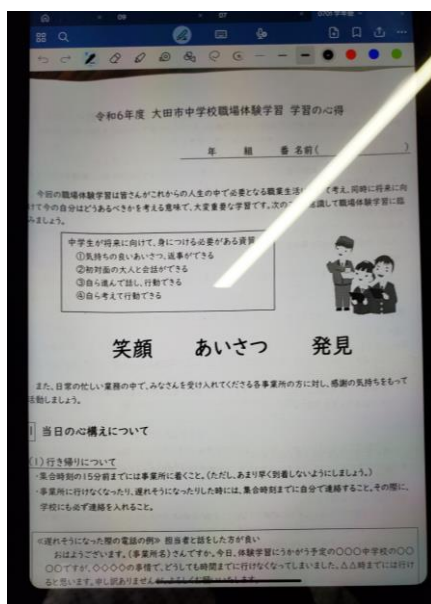 09
07
令和6年度 大田市中学校職場体験学習 学習の心得
年 組 番 名前( )
今回の職場体験学習は皆さんがこれからの人生の中で必要となる職業生活 て考え、同時に将来に向
けて今の自分はどうあるべきかを考える意味で、大変重要な学習です。次のこ 意識して職場体験学習に臨
みましょう。
中学生が将来に向けて、身につける必要がある資質
①気持ちの良いあいさつ、返事ができる
②初対面の大人と会話ができる
③自ら進んで話し、行動できる
④自ら考えて行動できる
笑顔 あいさつ 発見
また、日常の忙しい業務の中で、みなさんを受け入れてくださる各事業所の方に対し、感謝の気持ちをもって
活動しましょう。
当日の心構えについて
(1)行き帰りについて
・集合時刻の15分前までには事業所に着くこと。(ただし、あまり早く到着しないようにしましょう。)
・事業所に行けなくなったり、遅れそうになったりした時には、集合時刻までに自分で連絡すること。その際に、
学校にも必ず連絡を入れること。
≪遅れそうになった際の電話の例≫ 担当者と話をした方が良い
おはようございます。(事業所名)さんですか。今日、体験学習にうかがう予定の○○○中学校の○○
○○ですが、◇◇◇◇の事情で、どうしても時間までに行けなくなってしまいました。△△時までには行け
ると思います。申し訳ありませんが、よろしくお願いいたします。